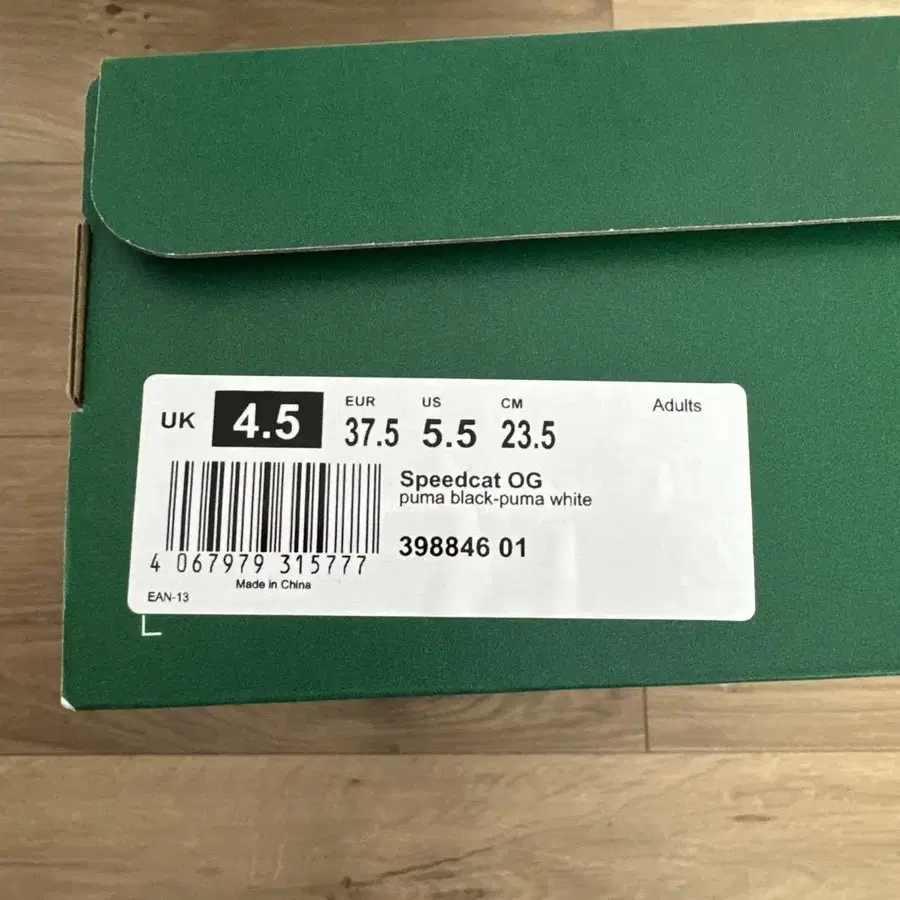 UK 4.5
EUR 37.5
US 5.5
CM 23.5
Adults
Speedcat OG
puma black-puma white
398846 01
4 067979 315777
Made in China
EAN-13